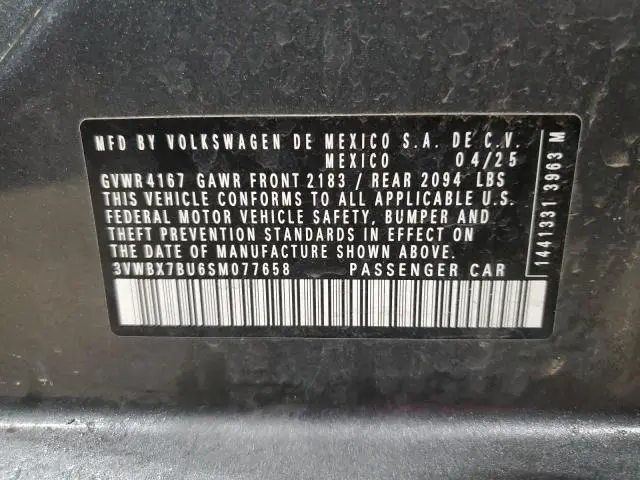 MFD BY VOLKSWAGEN DE MEXICO S.A. DE C.V.
MEXICO 04/25
GVWR 4167 GAWR FRONT 2183 / REAR 2094 LBS
THIS VEHICLE CONFORMS TO ALL APPLICABLE U.S.
FEDERAL MOTOR VEHICLE SAFETY, BUMPER AND
THEFT PREVENTION STANDARDS IN EFFECT ON
THE DATE OF MANUFACTURE SHOWN ABOVE.
3VWBX7BU6SM077658 PASSENGER CAR
1441331 3963 M